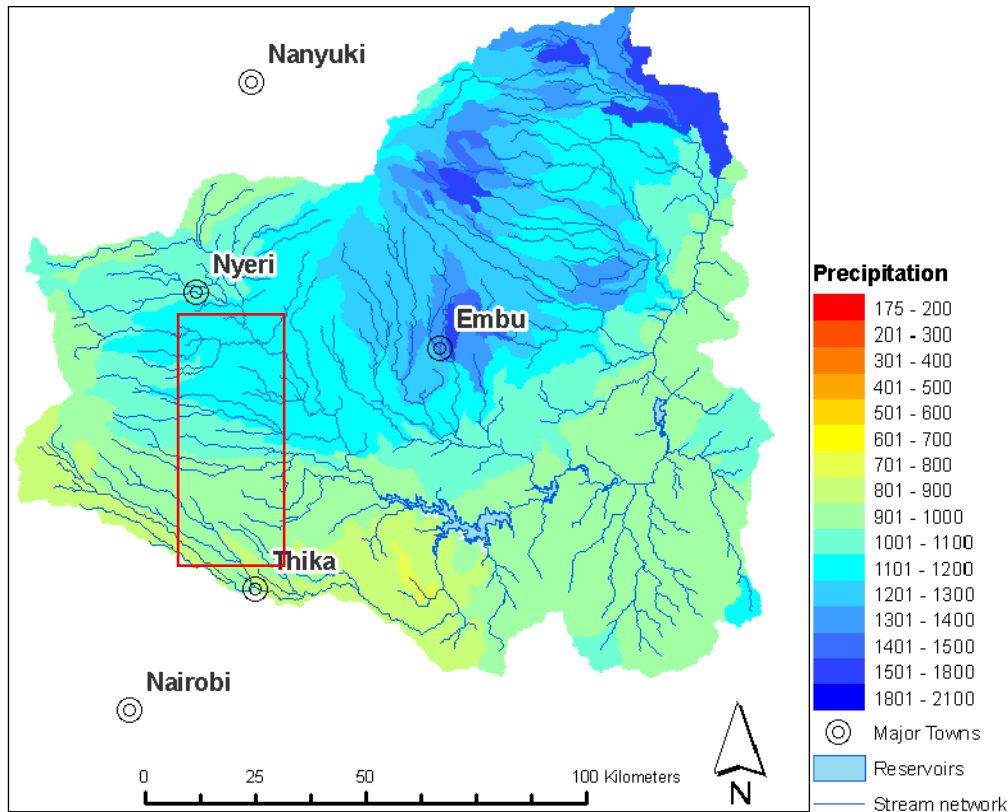 Nanyuki
Nyeri
Embu
Thika
Nairobi
0 25 50 100 Kilometers
N
Precipitation
175 - 200
201 - 300
301 - 400
401 - 500
501 - 600
601 - 700
701 - 800
801 - 900
901 - 1000
1001 - 1100
1101 - 1200
1201 - 1300
1301 - 1400
1401 - 1500
1501 - 1800
1801 - 2100
Major Towns
Reservoirs
Stream network